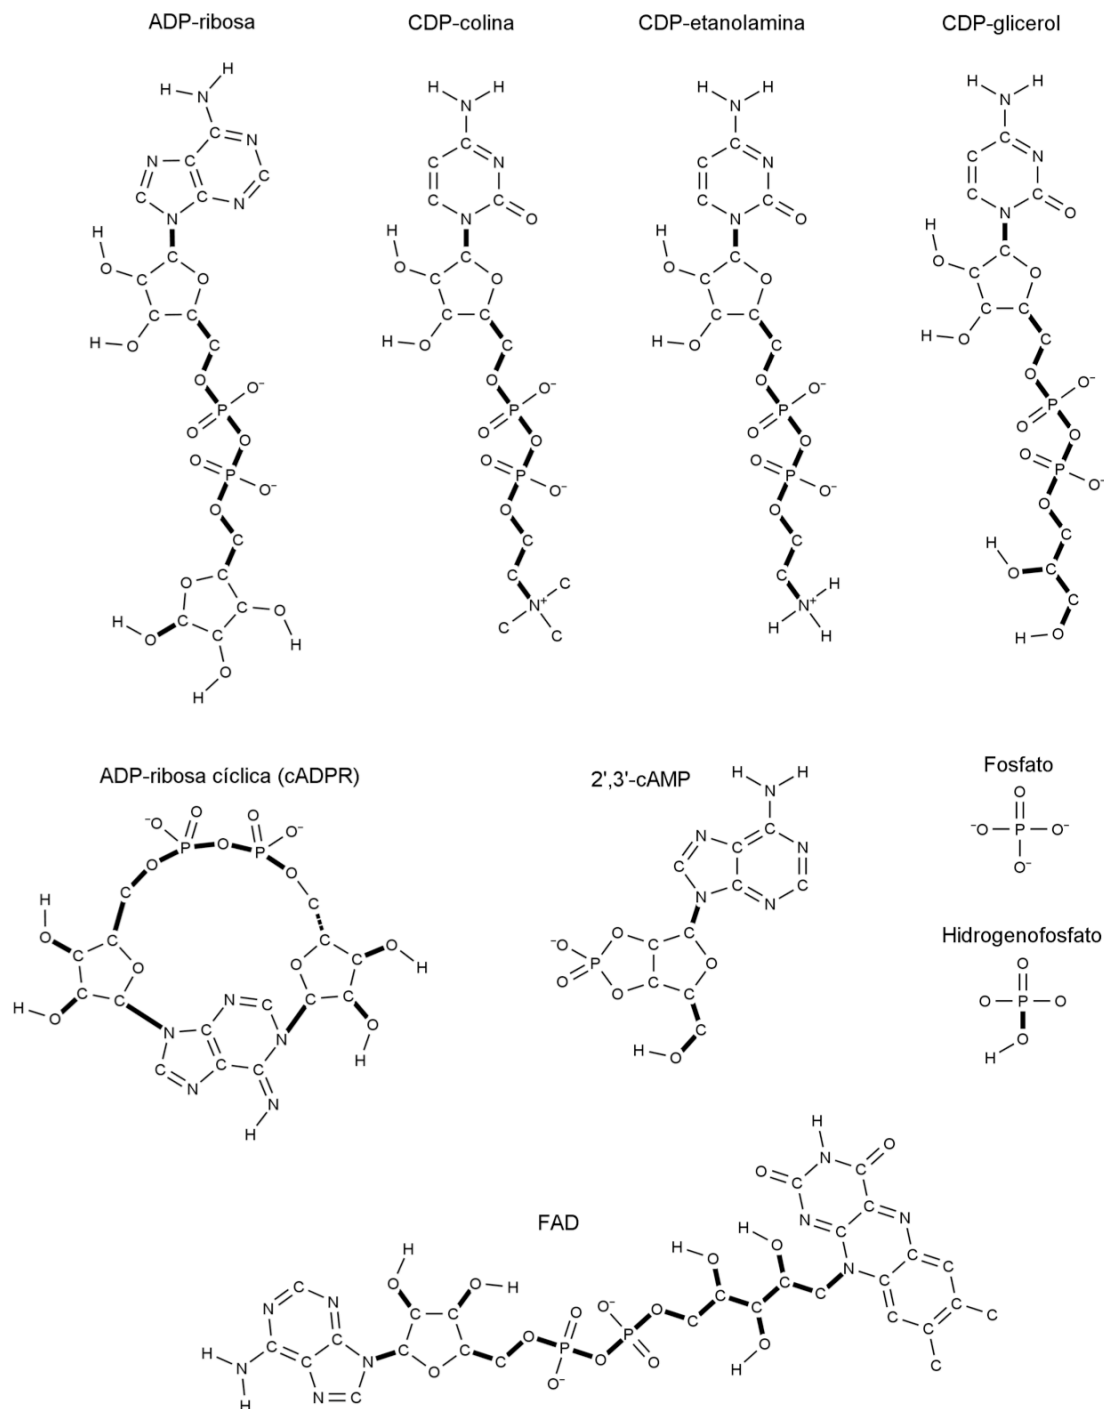 ADP-ribosa
CDP-colina
CDP-etanolamina
CDP-glicerol
ADP-ribosa cíclica (cADPR)
2',3'-cAMP
Fosfato
Hidrogenofosfato
FAD